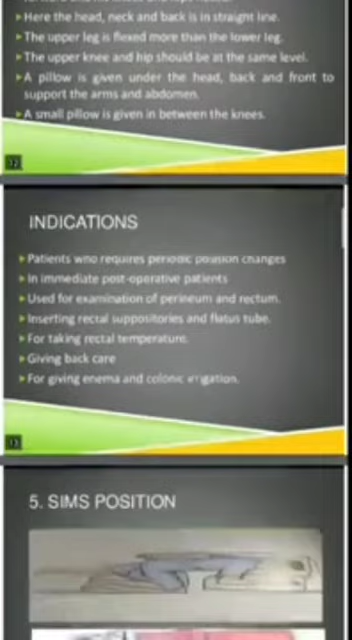 Here the head, neck and back is in straight line.
The upper leg is flexed more than the lower leg.
The upper knee and hip should be at the same level.
A pillow is given under the head, back and front to
support the arms and abdomen.
A small pillow is given in between the knees.
12
INDICATIONS
Patients who requires periodic position changes
In immediate post-operative patients
Used for examination of perineum and rectum.
Inserting rectal suppositories and flatus tube.
For taking rectal temperature.
Giving back care
For giving enema and colonic irrigation.
13
5. SIMS POSITION